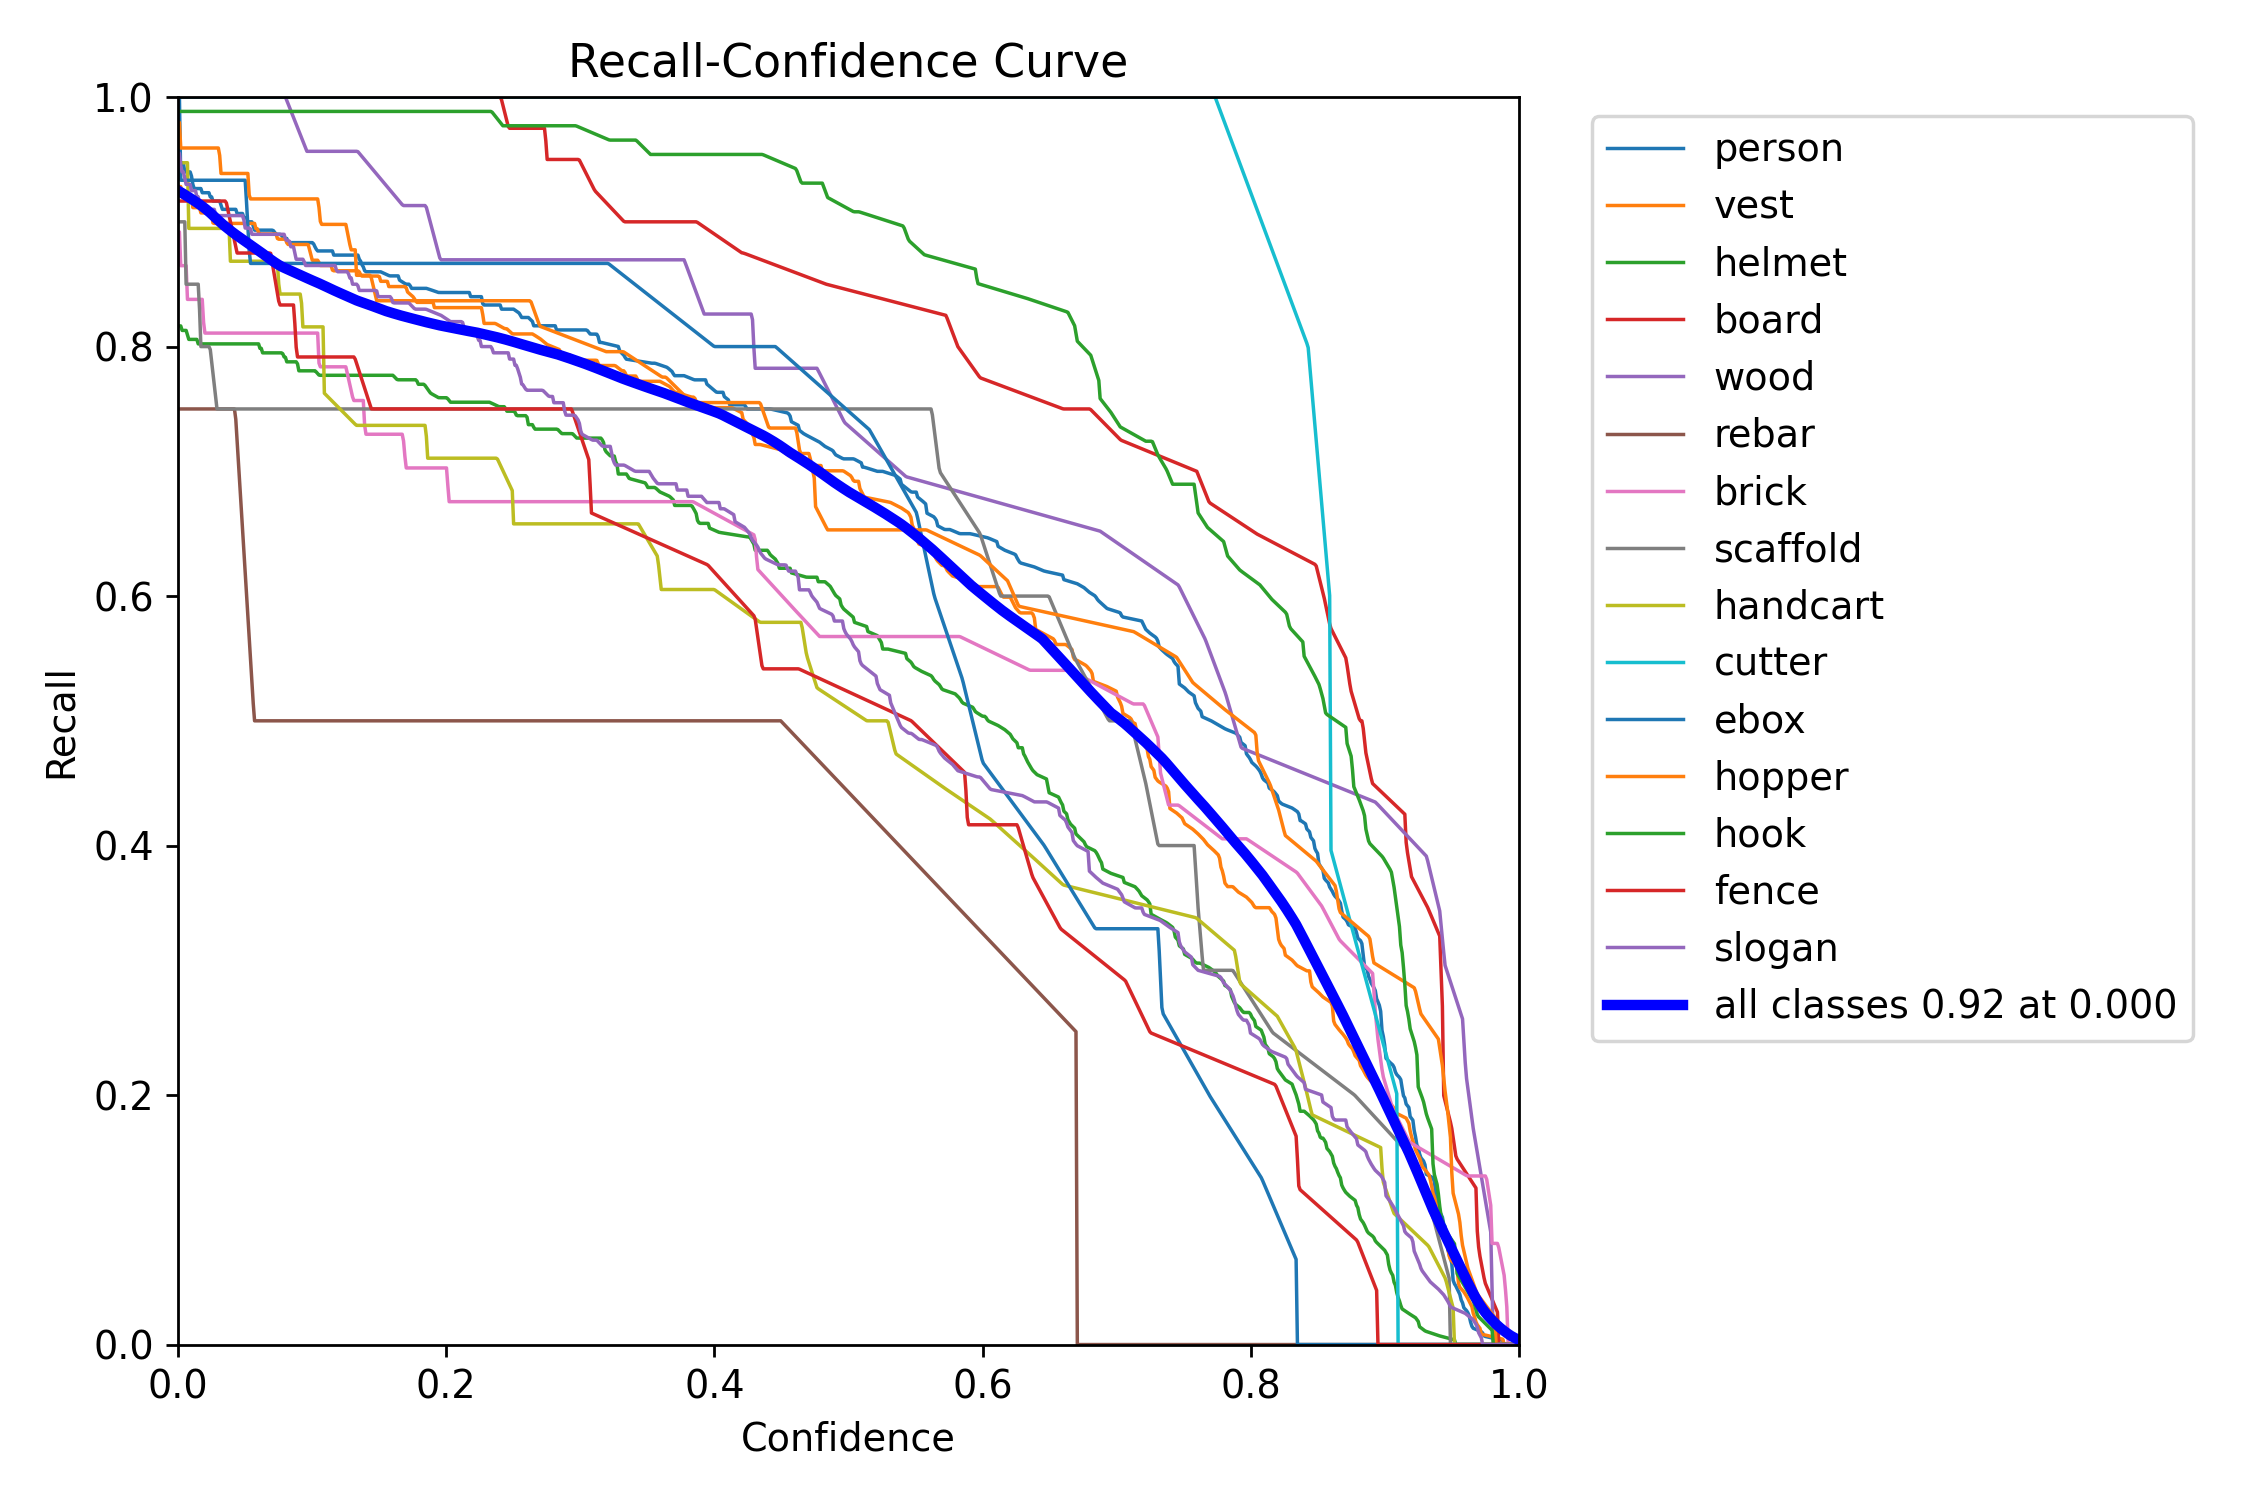 Recall-Confidence Curve
1.0
0.8
0.6
0.4
0.2
0.0
Recall
0.0 0.2 0.4 0.6 0.8 1.0
Confidence
person
vest
helmet
board
wood
rebar
brick
scaffold
handcart
cutter
ebox
hopper
hook
fence
slogan
all classes 0.92 at 0.000